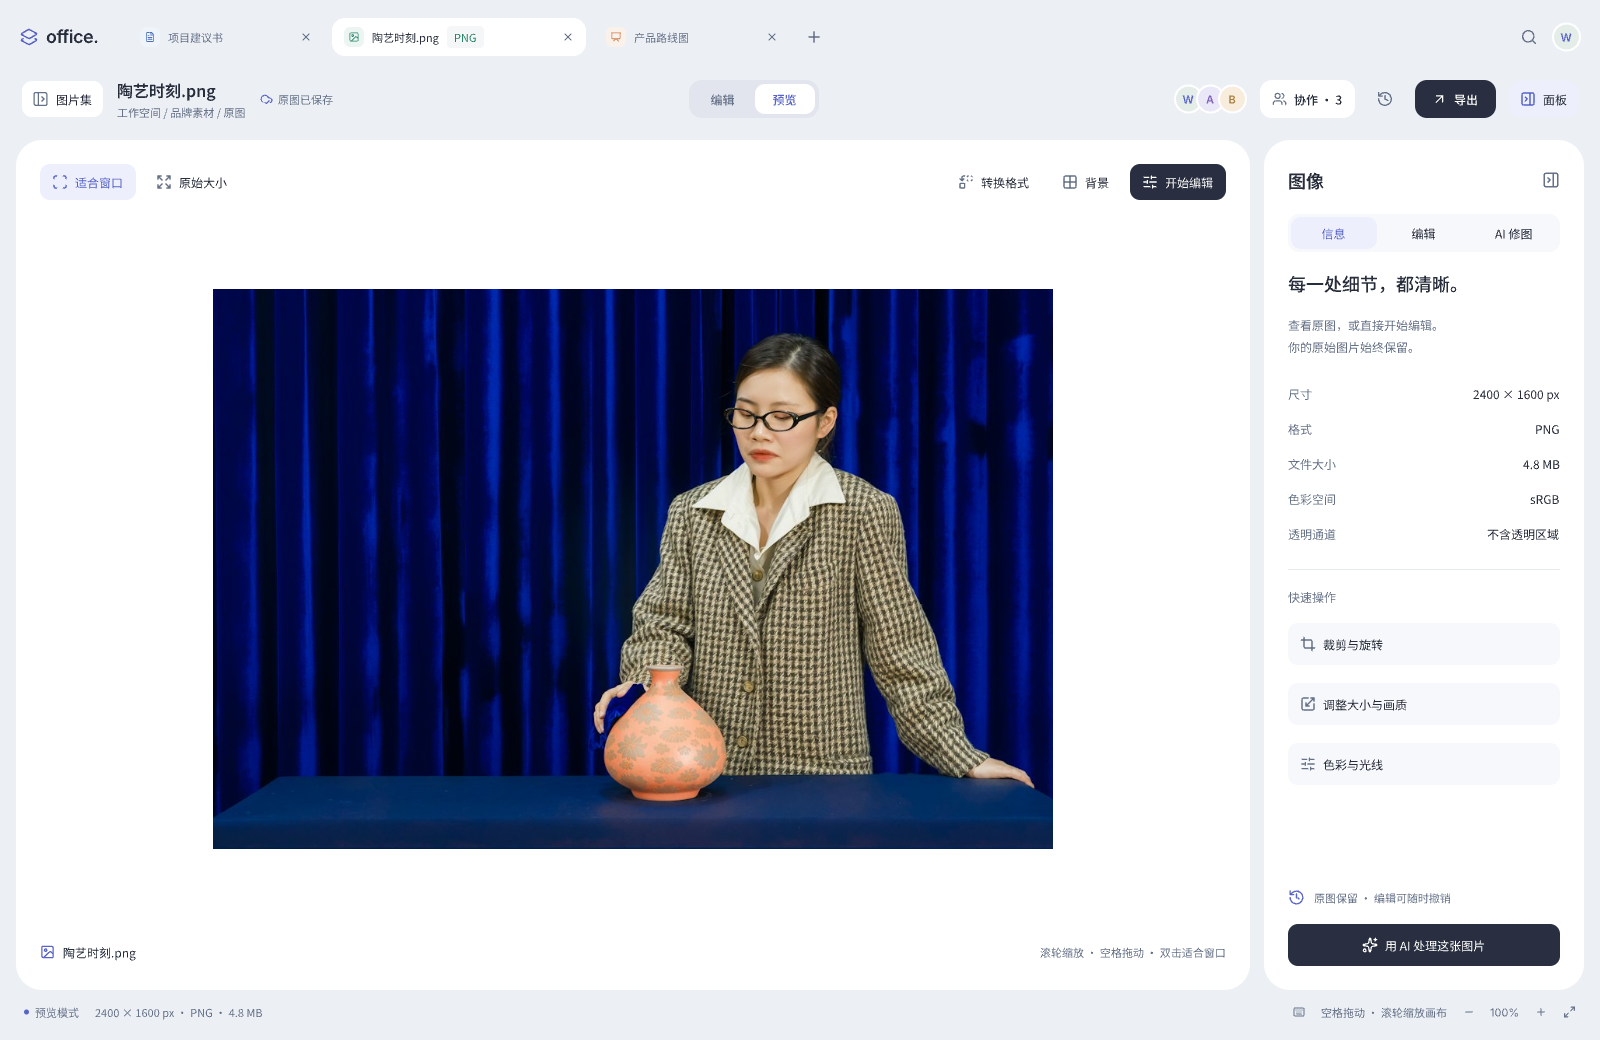 office.
项目建议书
陶艺时刻.png PNG
产品路线图
W
图片集
陶艺时刻.png
工作空间 / 品牌素材 / 原图
原图已保存
编辑 预览
W A B
协作 · 3
导出
面板
适合窗口 原始大小
转换格式 背景 开始编辑
陶艺时刻.png
滚轮缩放 · 空格拖动 · 双击适合窗口
图像
信息 编辑 AI 修图
每一处细节，都清晰。
查看原图，或直接开始编辑。
你的原始图片始终保留。
尺寸 2400 × 1600 px
格式 PNG
文件大小 4.8 MB
色彩空间 sRGB
透明通道 不含透明区域
快速操作
裁剪与旋转
调整大小与画质
色彩与光线
原图保留 · 编辑可随时撤销
用 AI 处理这张图片
预览模式 2400 × 1600 px · PNG · 4.8 MB
空格拖动 · 滚轮缩放画布 100%